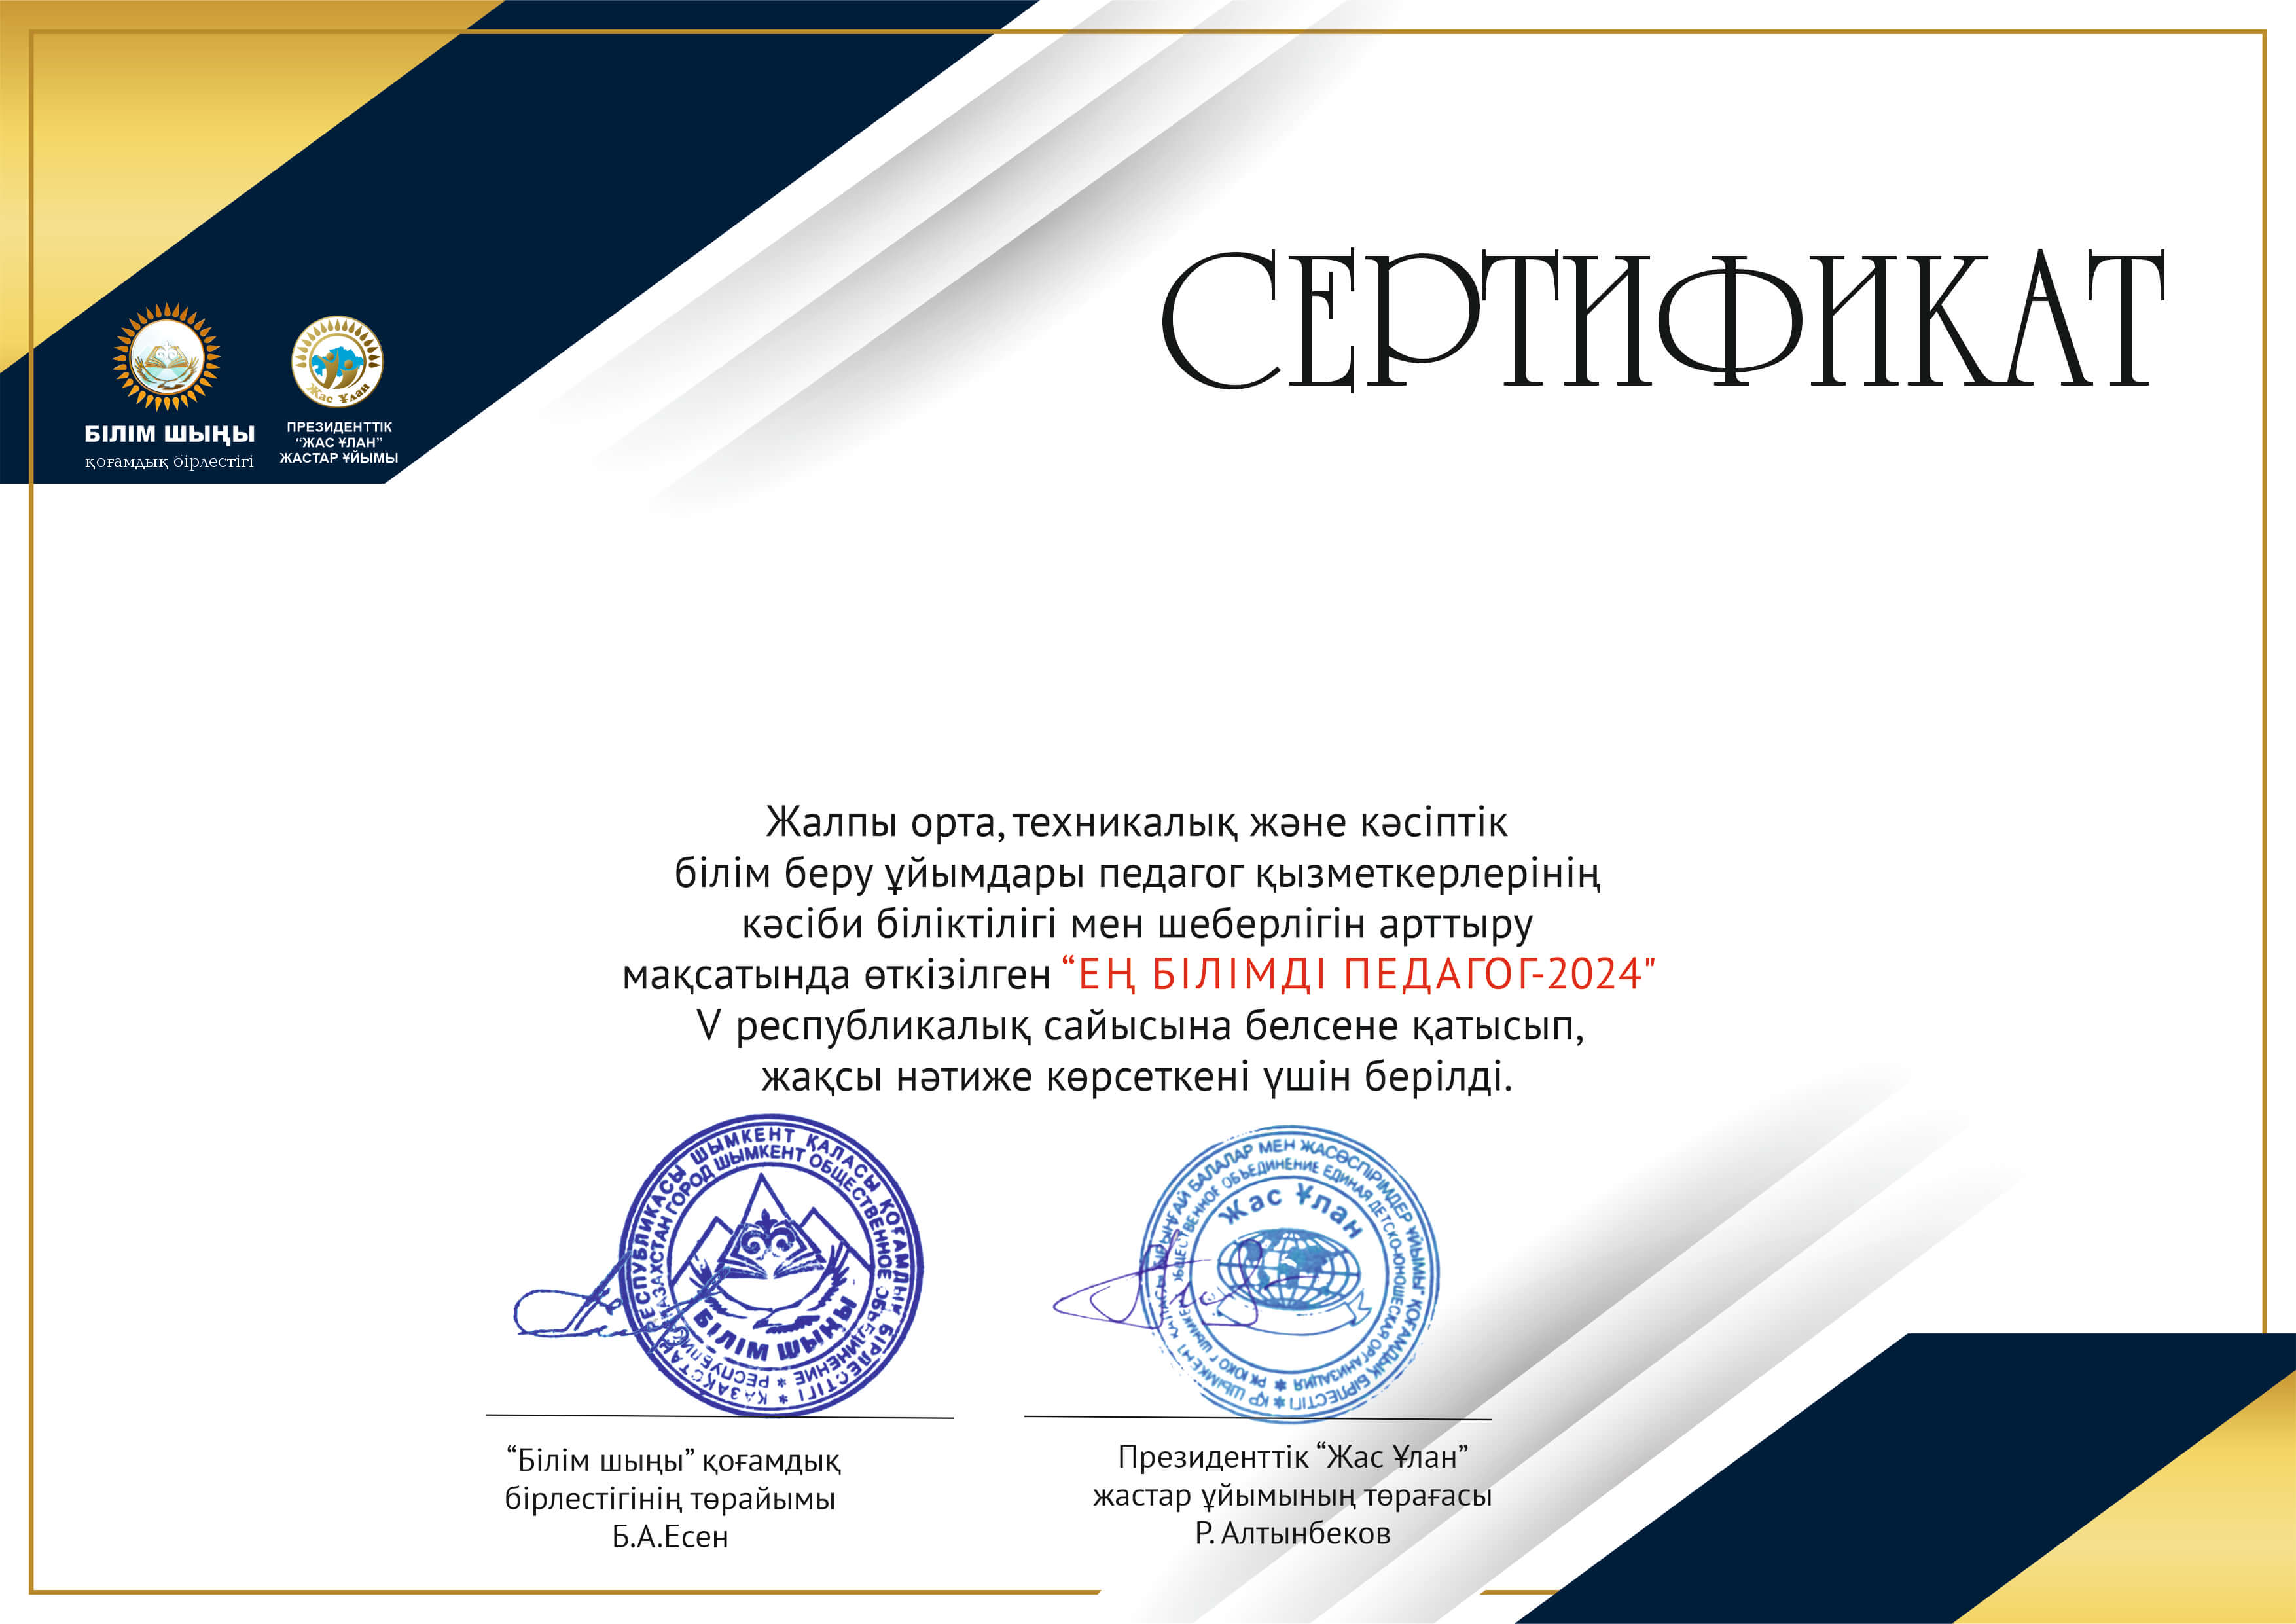 СЕРТИФИКАТ
БІЛІМ ШЫҢЫ
қоғамдық бірлестігі
Жас Ұлан
ПРЕЗИДЕНТТІК
“ЖАС ҰЛАН”
ЖАСТАР ҰЙЫМЫ
Жалпы орта, техникалық және кәсіптік
білім беру ұйымдары педагог қызметкерлерінің
кәсіби біліктілігі мен шеберлігін арттыру
мақсатында өткізілген “ЕҢ БІЛІМДІ ПЕДАГОГ-2024"
V республикалық сайысына белсене қатысып,
жақсы нәтиже көрсеткені үшін берілді.
ҚАЗАҚСТАН РЕСПУБЛИКАСЫ ШЫМКЕНТ ҚАЛАСЫ ҚОҒАМДЫҚ БІРЛЕСТІГІ
РЕСПУБЛИКА КАЗАХСТАН ГОРОД ШЫМКЕНТ ОБЩЕСТВЕННОЕ ОБЪЕДИНЕНИЕ
БІЛІМ ШЫҢЫ
ҚР ШЫМКЕНТ ҚАЛАСЫ БІРЫҢҒАЙ БАЛАЛАР МЕН ЖАСӨСПІРІМДЕР ҰЙЫМЫ" ҚОҒАМДЫҚ БІРЛЕСТІГІ
РК ЮКО Г ШЫМКЕНТ ОБЩЕСТВЕННОЕ ОБЪЕДИНЕНИЕ ЕДИНАЯ ДЕТСКО-ЮНОШЕСКАЯ ОРГАНИЗАЦИЯ
Жас Ұлан
“Білім шыңы” қоғамдық
бірлестігінің төрайымы
Б.А.Есен
Президенттік “Жас Ұлан”
жастар ұйымының төрағасы
Р. Алтынбеков